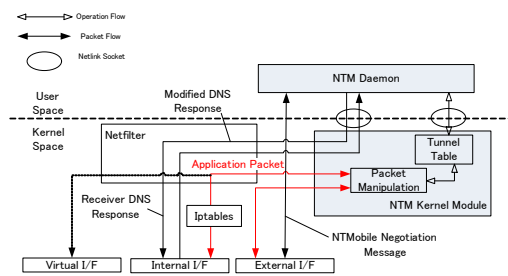 Operation Flow
Packet Flow
Netlink Socket
NTM Daemon
Modified DNS
Response
User
Space
Kernel
Space
Netfilter
Tunnel
Table
Application Packet
Packet
Manipulation
Receiver DNS
Response
Iptables
NTM Kernel Module
NTMobile Negotiation
Message
Virtual I/F
Internal I/F
External I/F